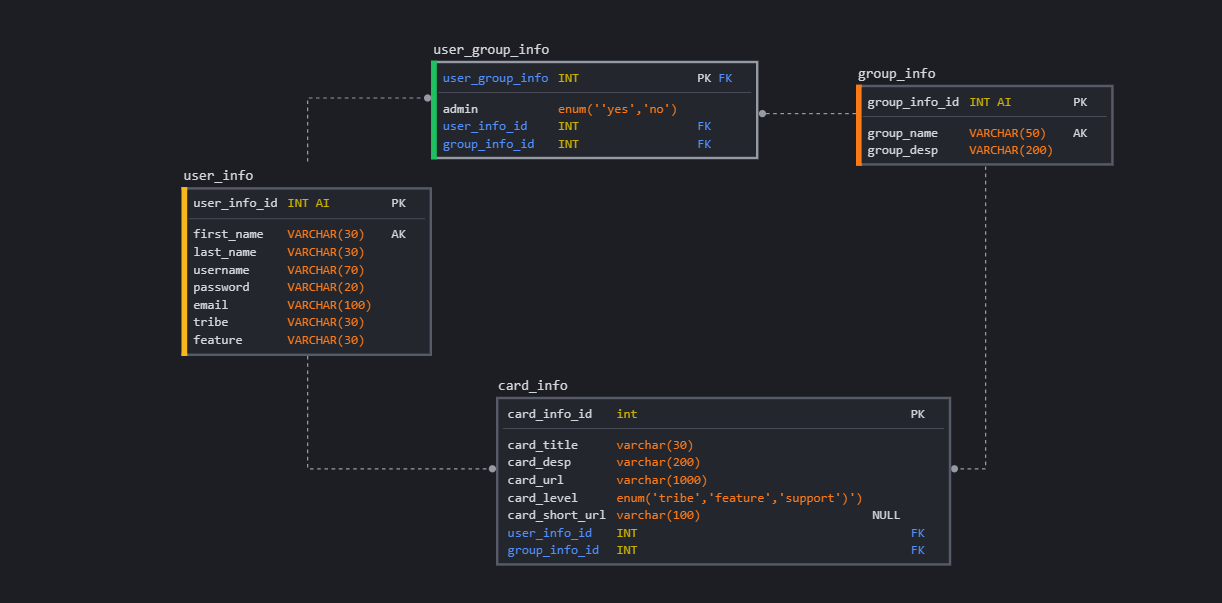 user_group_info
user_group_info INT PK FK
admin enum(''yes','no')
user_info_id INT FK
group_info_id INT FK
group_info
group_info_id INT AI PK
group_name VARCHAR(50) AK
group_desp VARCHAR(200)
user_info
user_info_id INT AI PK
first_name VARCHAR(30) AK
last_name VARCHAR(30)
username VARCHAR(70)
password VARCHAR(20)
email VARCHAR(100)
tribe VARCHAR(30)
feature VARCHAR(30)
card_info
card_info_id int PK
card_title varchar(30)
card_desp varchar(200)
card_url varchar(1000)
card_level enum('tribe','feature','support')')
card_short_url varchar(100) NULL
user_info_id INT FK
group_info_id INT FK